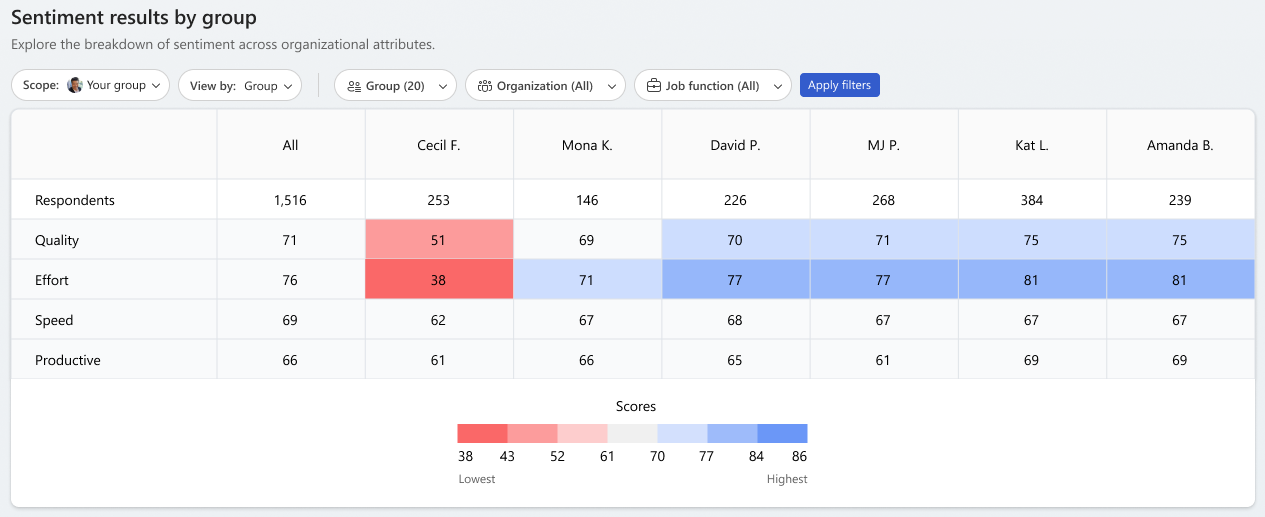 Sentiment results by group
Explore the breakdown of sentiment across organizational attributes.
Scope: Your group View by: Group Group (20) Organization (All) Job function (All) Apply filters
All Cecil F. Mona K. David P. MJ P. Kat L. Amanda B.
Respondents 1,516 253 146 226 268 384 239
Quality 71 51 69 70 71 75 75
Effort 76 38 71 77 77 81 81
Speed 69 62 67 68 67 67 67
Productive 66 61 66 65 61 69 69
Scores
38 43 52 61 70 77 84 86
Lowest Highest